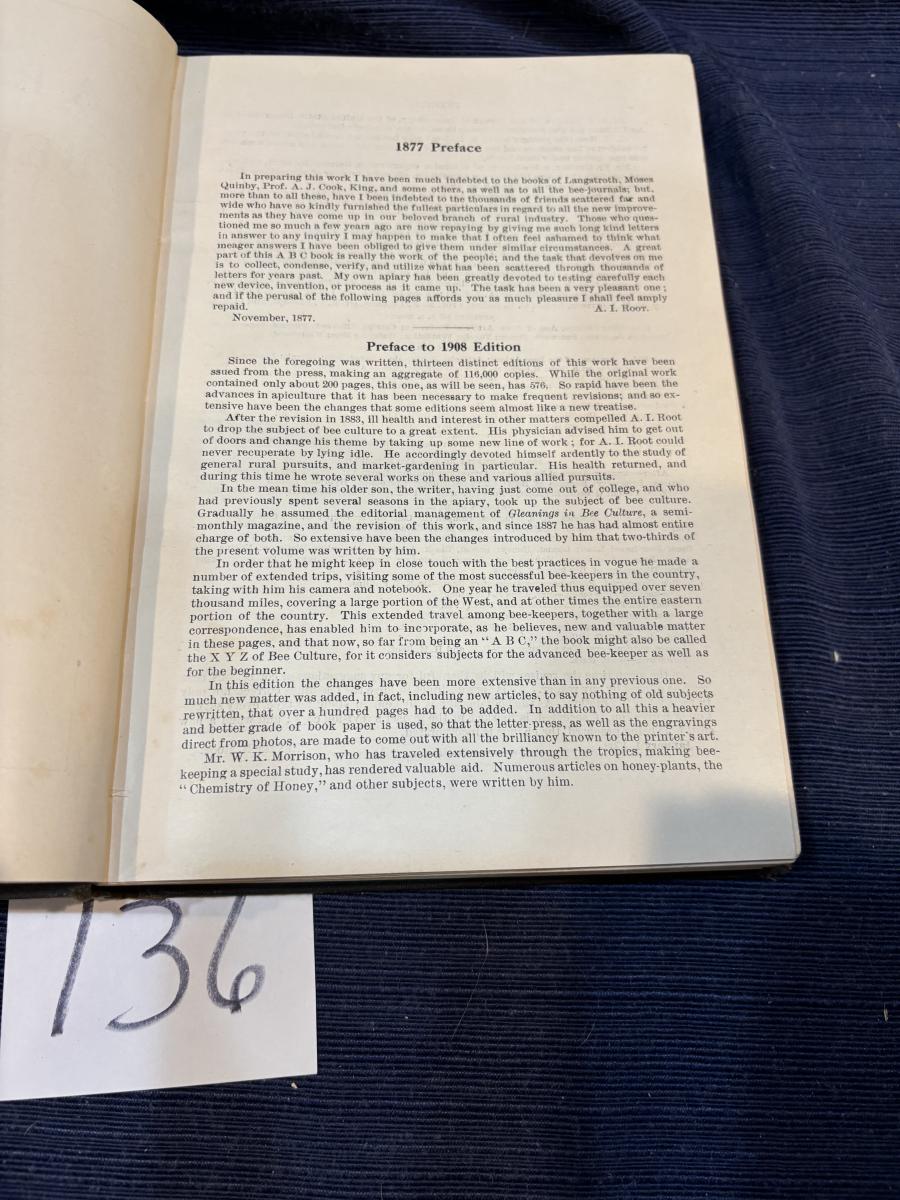 1877 Preface
In preparing this work I have been much indebted to the books of Langstroth, Moses
Quinby, Prof. A. J. Cook, King, and some others, as well as to all the bee-journals; but,
more than to all these, have I been indebted to the thousands of friends scattered far and
wide who have so kindly furnished the fullest particulars in regard to all the new improve-
ments as they have come up in our beloved branch of rural industry. Those who ques-
tioned me so much a few years ago are now repaying by giving me such long kind letters
in answer to any inquiry I may happen to make that I often feel ashamed to think what
meager answers I have been obliged to give them under similar circumstances. A great
part of this A B C book is really the work of the people; and the task that devolves on me
is to collect, condense, verify, and utilize what has been scattered through thousands of
letters for years past. My own apiary has been greatly devoted to testing carefully each
new device, invention, or process as it came up. The task has been a very pleasant one;
and if the perusal of the following pages affords you as much pleasure I shall feel amply
repaid. A. I. ROOT.
November, 1877.
Preface to 1908 Edition
Since the foregoing was written, thirteen distinct editions of this work have been
ssued from the press, making an aggregate of 116,000 copies. While the original work
contained only about 200 pages, this one, as will be seen, has 576. So rapid have been the
advances in apiculture that it has been necessary to make frequent revisions; and so ex-
tensive have been the changes that some editions seem almost like a new treatise.
After the revision in 1883, ill health and interest in other matters compelled A. I. Root
to drop the subject of bee culture to a great extent. His physician advised him to get out
of doors and change his theme by taking up some new line of work; for A. I. Root could
never recuperate by lying idle. He accordingly devoted himself ardently to the study of
general rural pursuits, and market-gardening in particular. His health returned, and
during this time he wrote several works on these and various allied pursuits.
In the mean time his older son, the writer, having just come out of college, and who
had previously spent several seasons in the apiary, took up the subject of bee culture.
Gradually he assumed the editorial management of Gleanings in Bee Culture, a semi-
monthly magazine, and the revision of this work, and since 1887 he has had almost entire
charge of both. So extensive have been the changes introduced by him that two-thirds of
the present volume was written by him.
In order that he might keep in close touch with the best practices in vogue he made a
number of extended trips, visiting some of the most successful bee-keepers in the country,
taking with him his camera and notebook. One year he traveled thus equipped over seven
thousand miles, covering a large portion of the West, and at other times the entire eastern
portion of the country. This extended travel among bee-keepers, together with a large
correspondence, has enabled him to incorporate, as he believes, new and valuable matter
in these pages, and that now, so far from being an "A B C," the book might also be called
the X Y Z of Bee Culture, for it considers subjects for the advanced bee-keeper as well as
for the beginner.
In this edition the changes have been more extensive than in any previous one. So
much new matter was added, in fact, including new articles, to say nothing of old subjects
rewritten, that over a hundred pages had to be added. In addition to all this a heavier
and better grade of book paper is used, so that the letter-press, as well as the engravings
direct from photos, are made to come out with all the brilliancy known to the printer's art.
Mr. W. K. Morrison, who has traveled extensively through the tropics, making bee-
keeping a special study, has rendered valuable aid. Numerous articles on honey-plants, the
"Chemistry of Honey," and other subjects, were written by him.
136